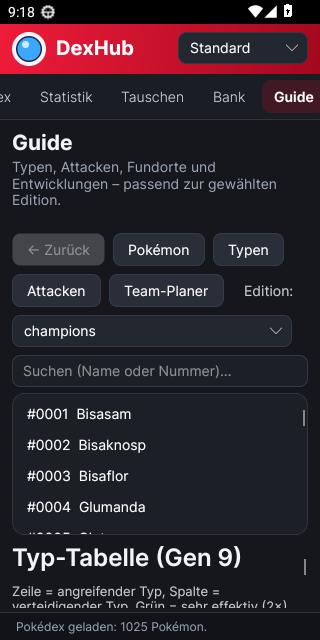 9:18
DexHub
Standard
ex Statistik Tauschen Bank Guide
Guide
Typen, Attacken, Fundorte und
Entwicklungen – passend zur gewählten
Edition.
← Zurück Pokémon Typen
Attacken Team-Planer Edition:
champions
Suchen (Name oder Nummer)...
#0001 Bisasam
#0002 Bisaknosp
#0003 Bisaflor
#0004 Glumanda
Typ-Tabelle (Gen 9)
Zeile = angreifender Typ, Spalte =
verteidigender Typ. Grün = sehr effektiv (2×)
Pokédex geladen: 1025 Pokémon.